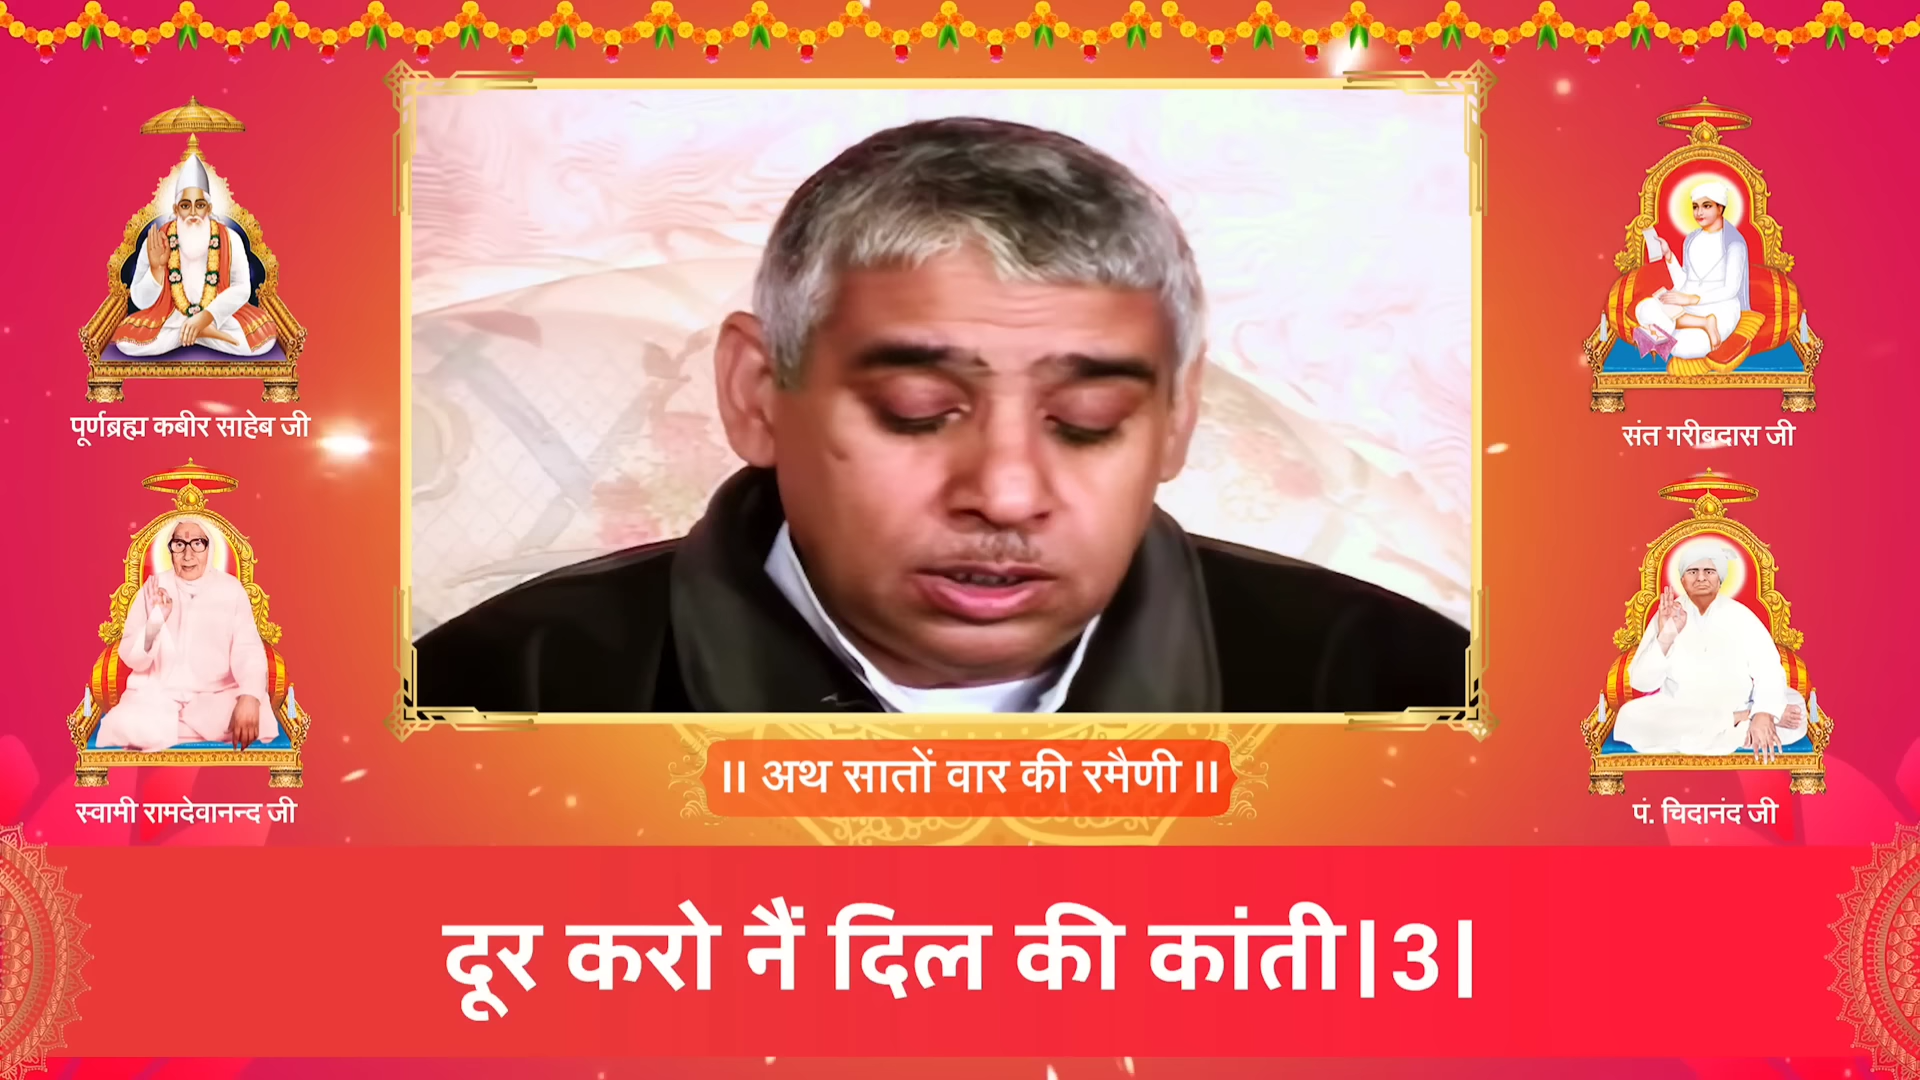 पूर्णब्रह्म कबीर साहेब जी
संत गरीबदास जी
स्वामी रामदेवानन्द जी
पं. चिदानंद जी
।। अथ सातों वार की रमैणी ।।
दूर करो नैं दिल की कांती|3|